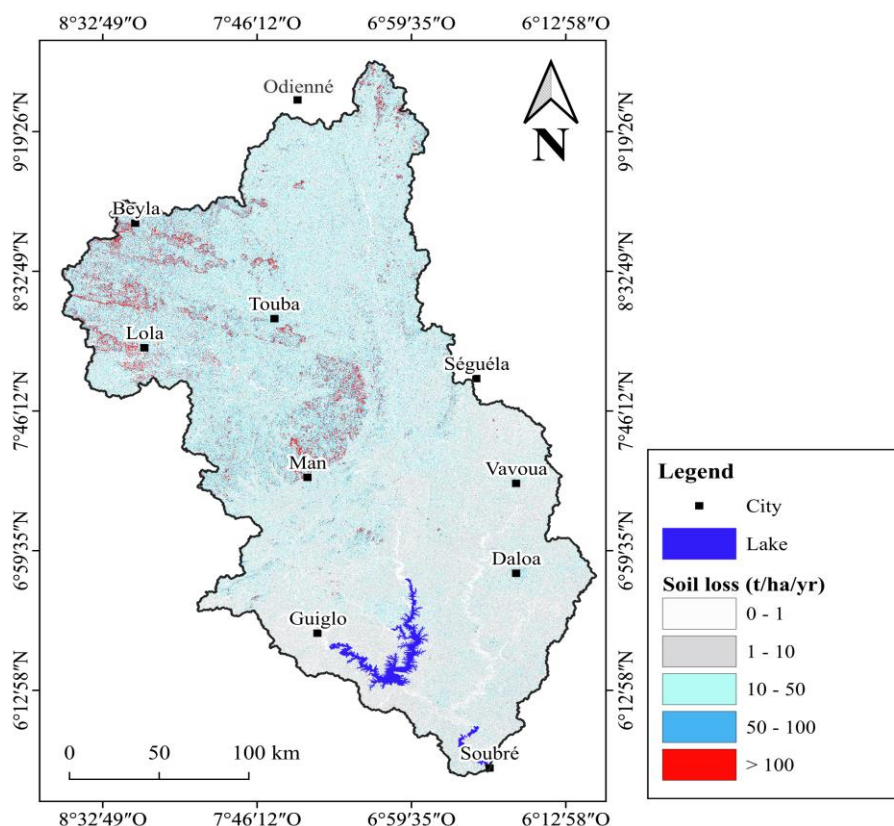 8°32'49"O 7°46'12"O 6°59'35"O 6°12'58"O
9°19'26"N
8°32'49"N
7°46'12"N
6°59'35"N
6°12'58"N
9°19'26"N
8°32'49"N
7°46'12"N
6°59'35"N
6°12'58"N
N
Odienné
Beyla
Touba
Lola
Séguéla
Man
Vavoua
Daloa
Guiglo
Soubré
0 50 100 km
8°32'49"O 7°46'12"O 6°59'35"O 6°12'58"O
Legend
City
Lake
Soil loss (t/ha/yr)
0 - 1
1 - 10
10 - 50
50 - 100
> 100